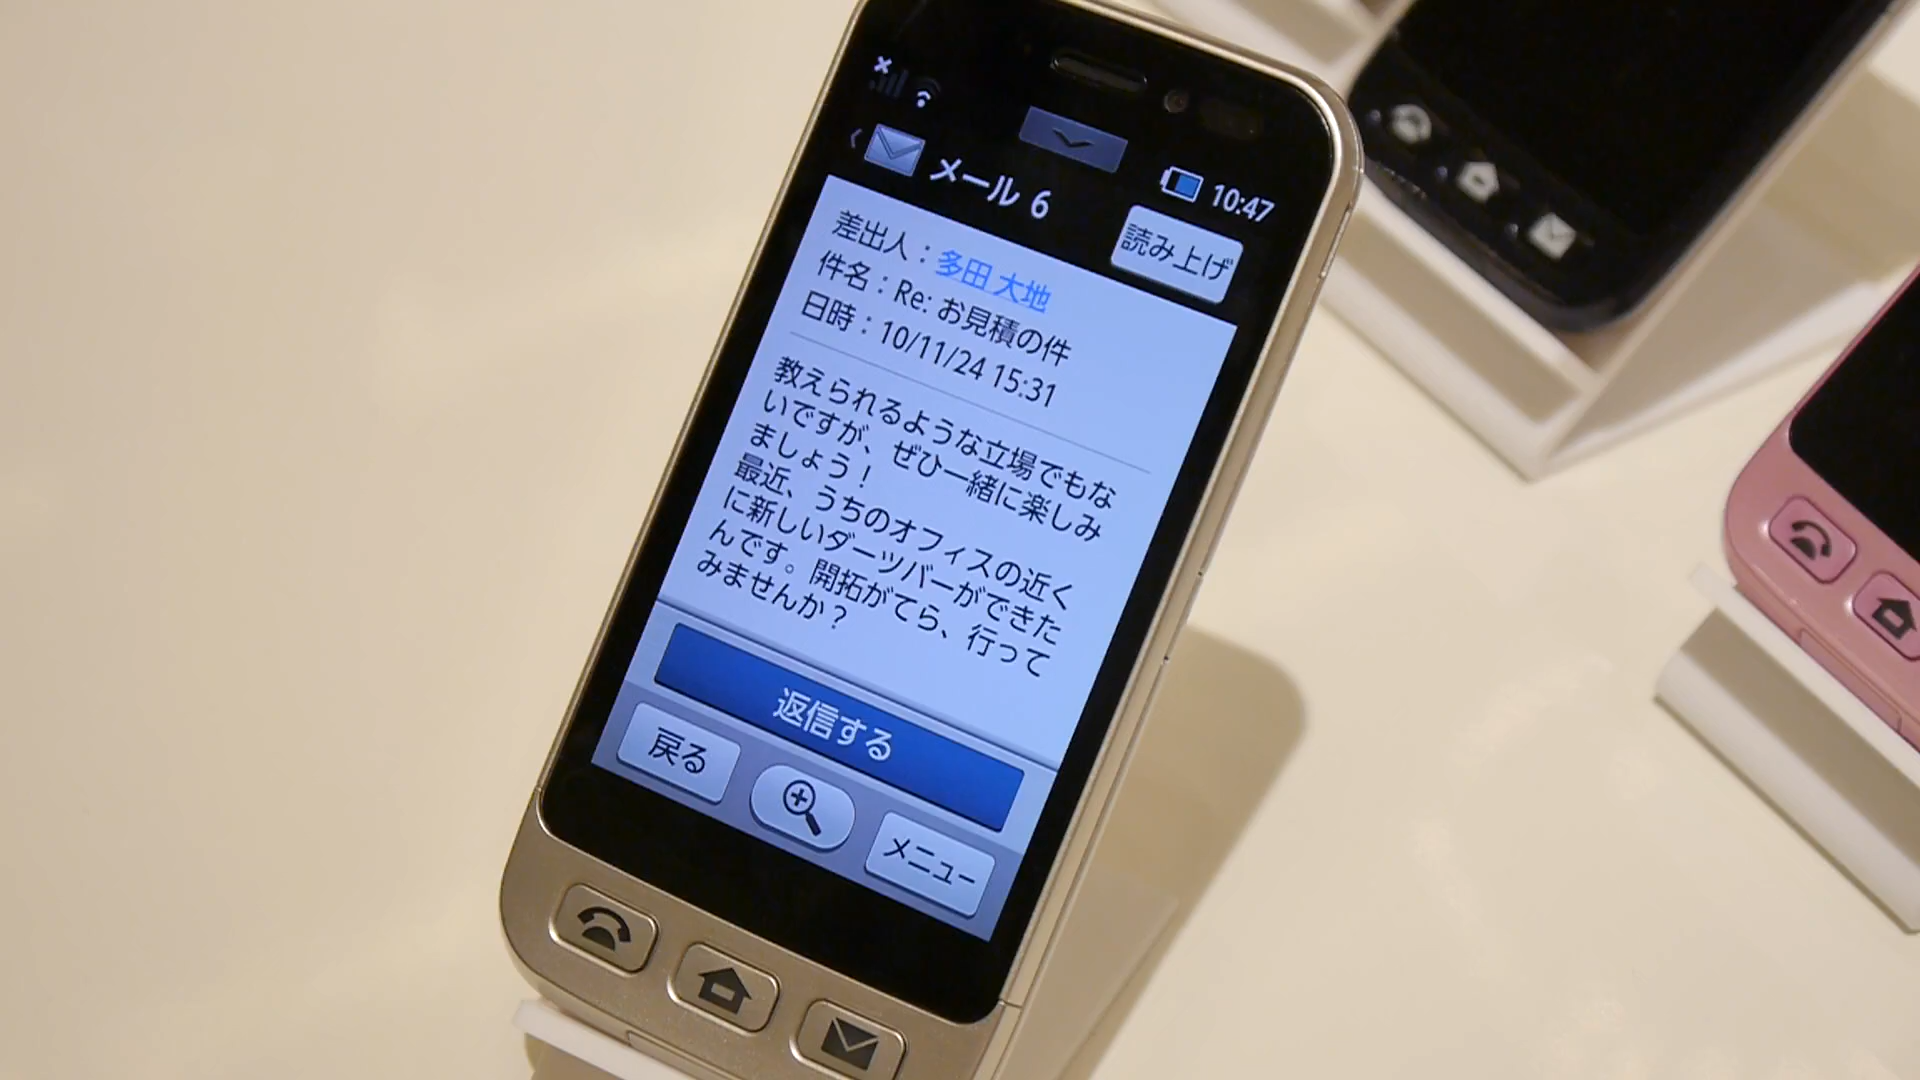 10:47
メール 6
読み上げ
差出人：多田 大地
件名：Re: お見積の件
日時：10/11/24 15:31
教えられるような立場でもな
いですが、ぜひ一緒に楽しみ
ましょう！
最近、うちのオフィスの近く
に新しいダーツバーができた
んです。開拓がてら、行って
みませんか？
返信する
戻る
メニュー